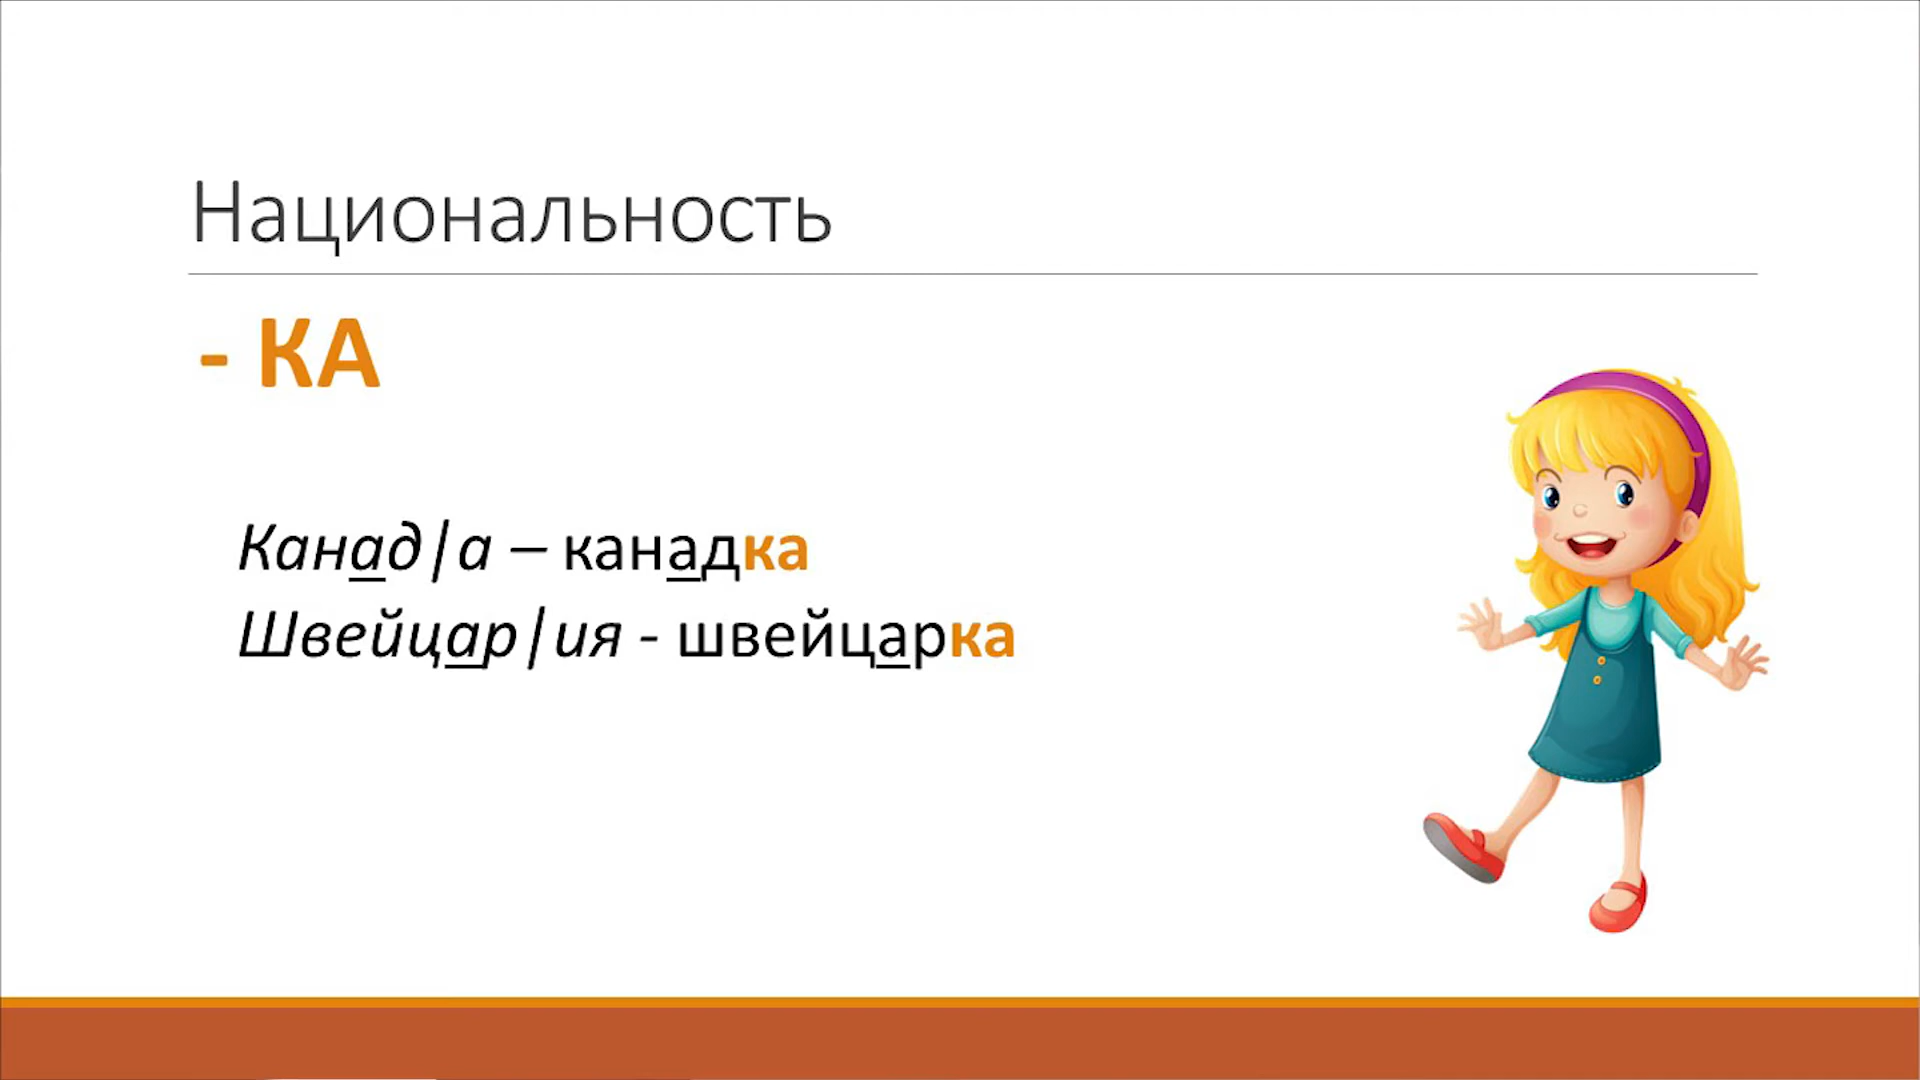 Национальность
- КА
Канад|а – канадка
Швейцар|ия - швейцарка